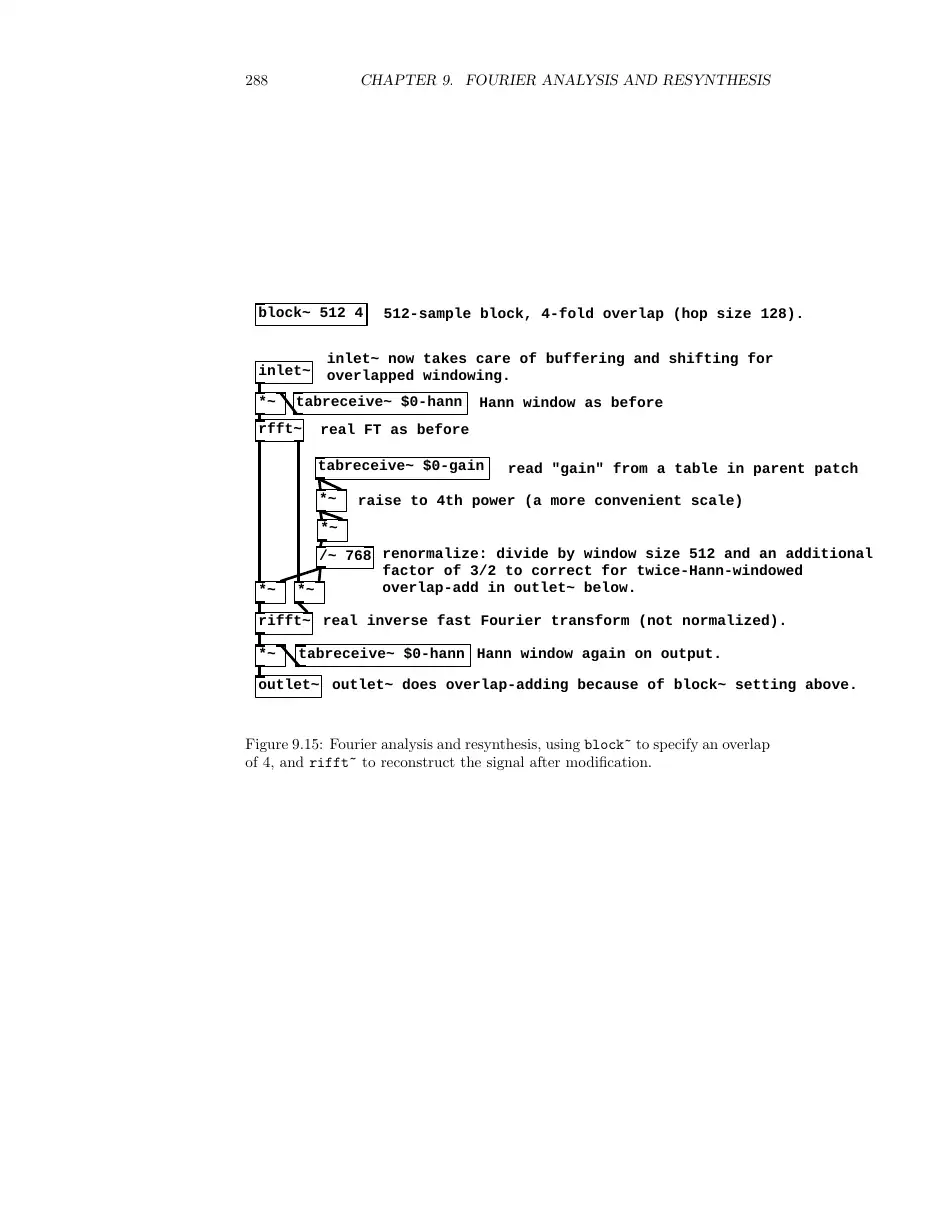 288 CHAPTER 9. FOURIER ANALYSIS AND RESYNTHESIS
block~ 512 4 512-sample block, 4-fold overlap (hop size 128).
inlet~ now takes care of buffering and shifting for
inlet~ overlapped windowing.
*~ tabreceive~ $0-hann Hann window as before
rfft~ real FT as before
tabreceive~ $0-gain read "gain" from a table in parent patch
*~ raise to 4th power (a more convenient scale)
*~
/~ 768 renormalize: divide by window size 512 and an additional
factor of 3/2 to correct for twice-Hann-windowed
*~ *~ overlap-add in outlet~ below.
rifft~ real inverse fast Fourier transform (not normalized).
*~ tabreceive~ $0-hann Hann window again on output.
outlet~ outlet~ does overlap-adding because of block~ setting above.
Figure 9.15: Fourier analysis and resynthesis, using block~ to specify an overlap
of 4, and rifft~ to reconstruct the signal after modification.